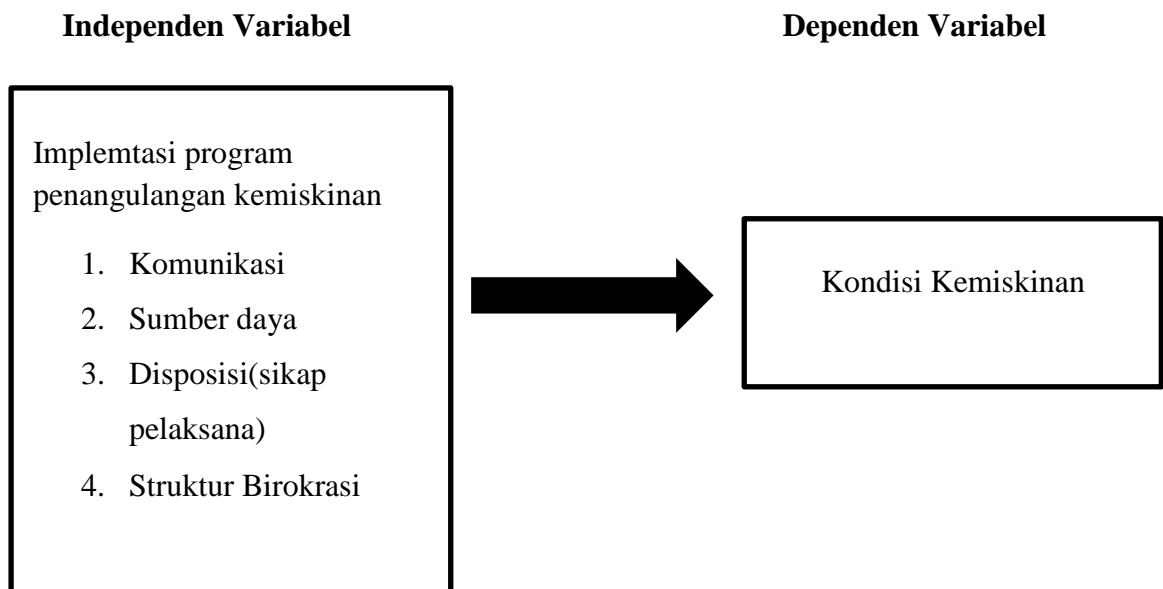 Independen Variabel
Dependen Variabel
Implemtasi program
penangulangan kemiskinan
1. Komunikasi
2. Sumber daya
3. Disposisi(sikap
pelaksana)
4. Struktur Birokrasi
Kondisi Kemiskinan